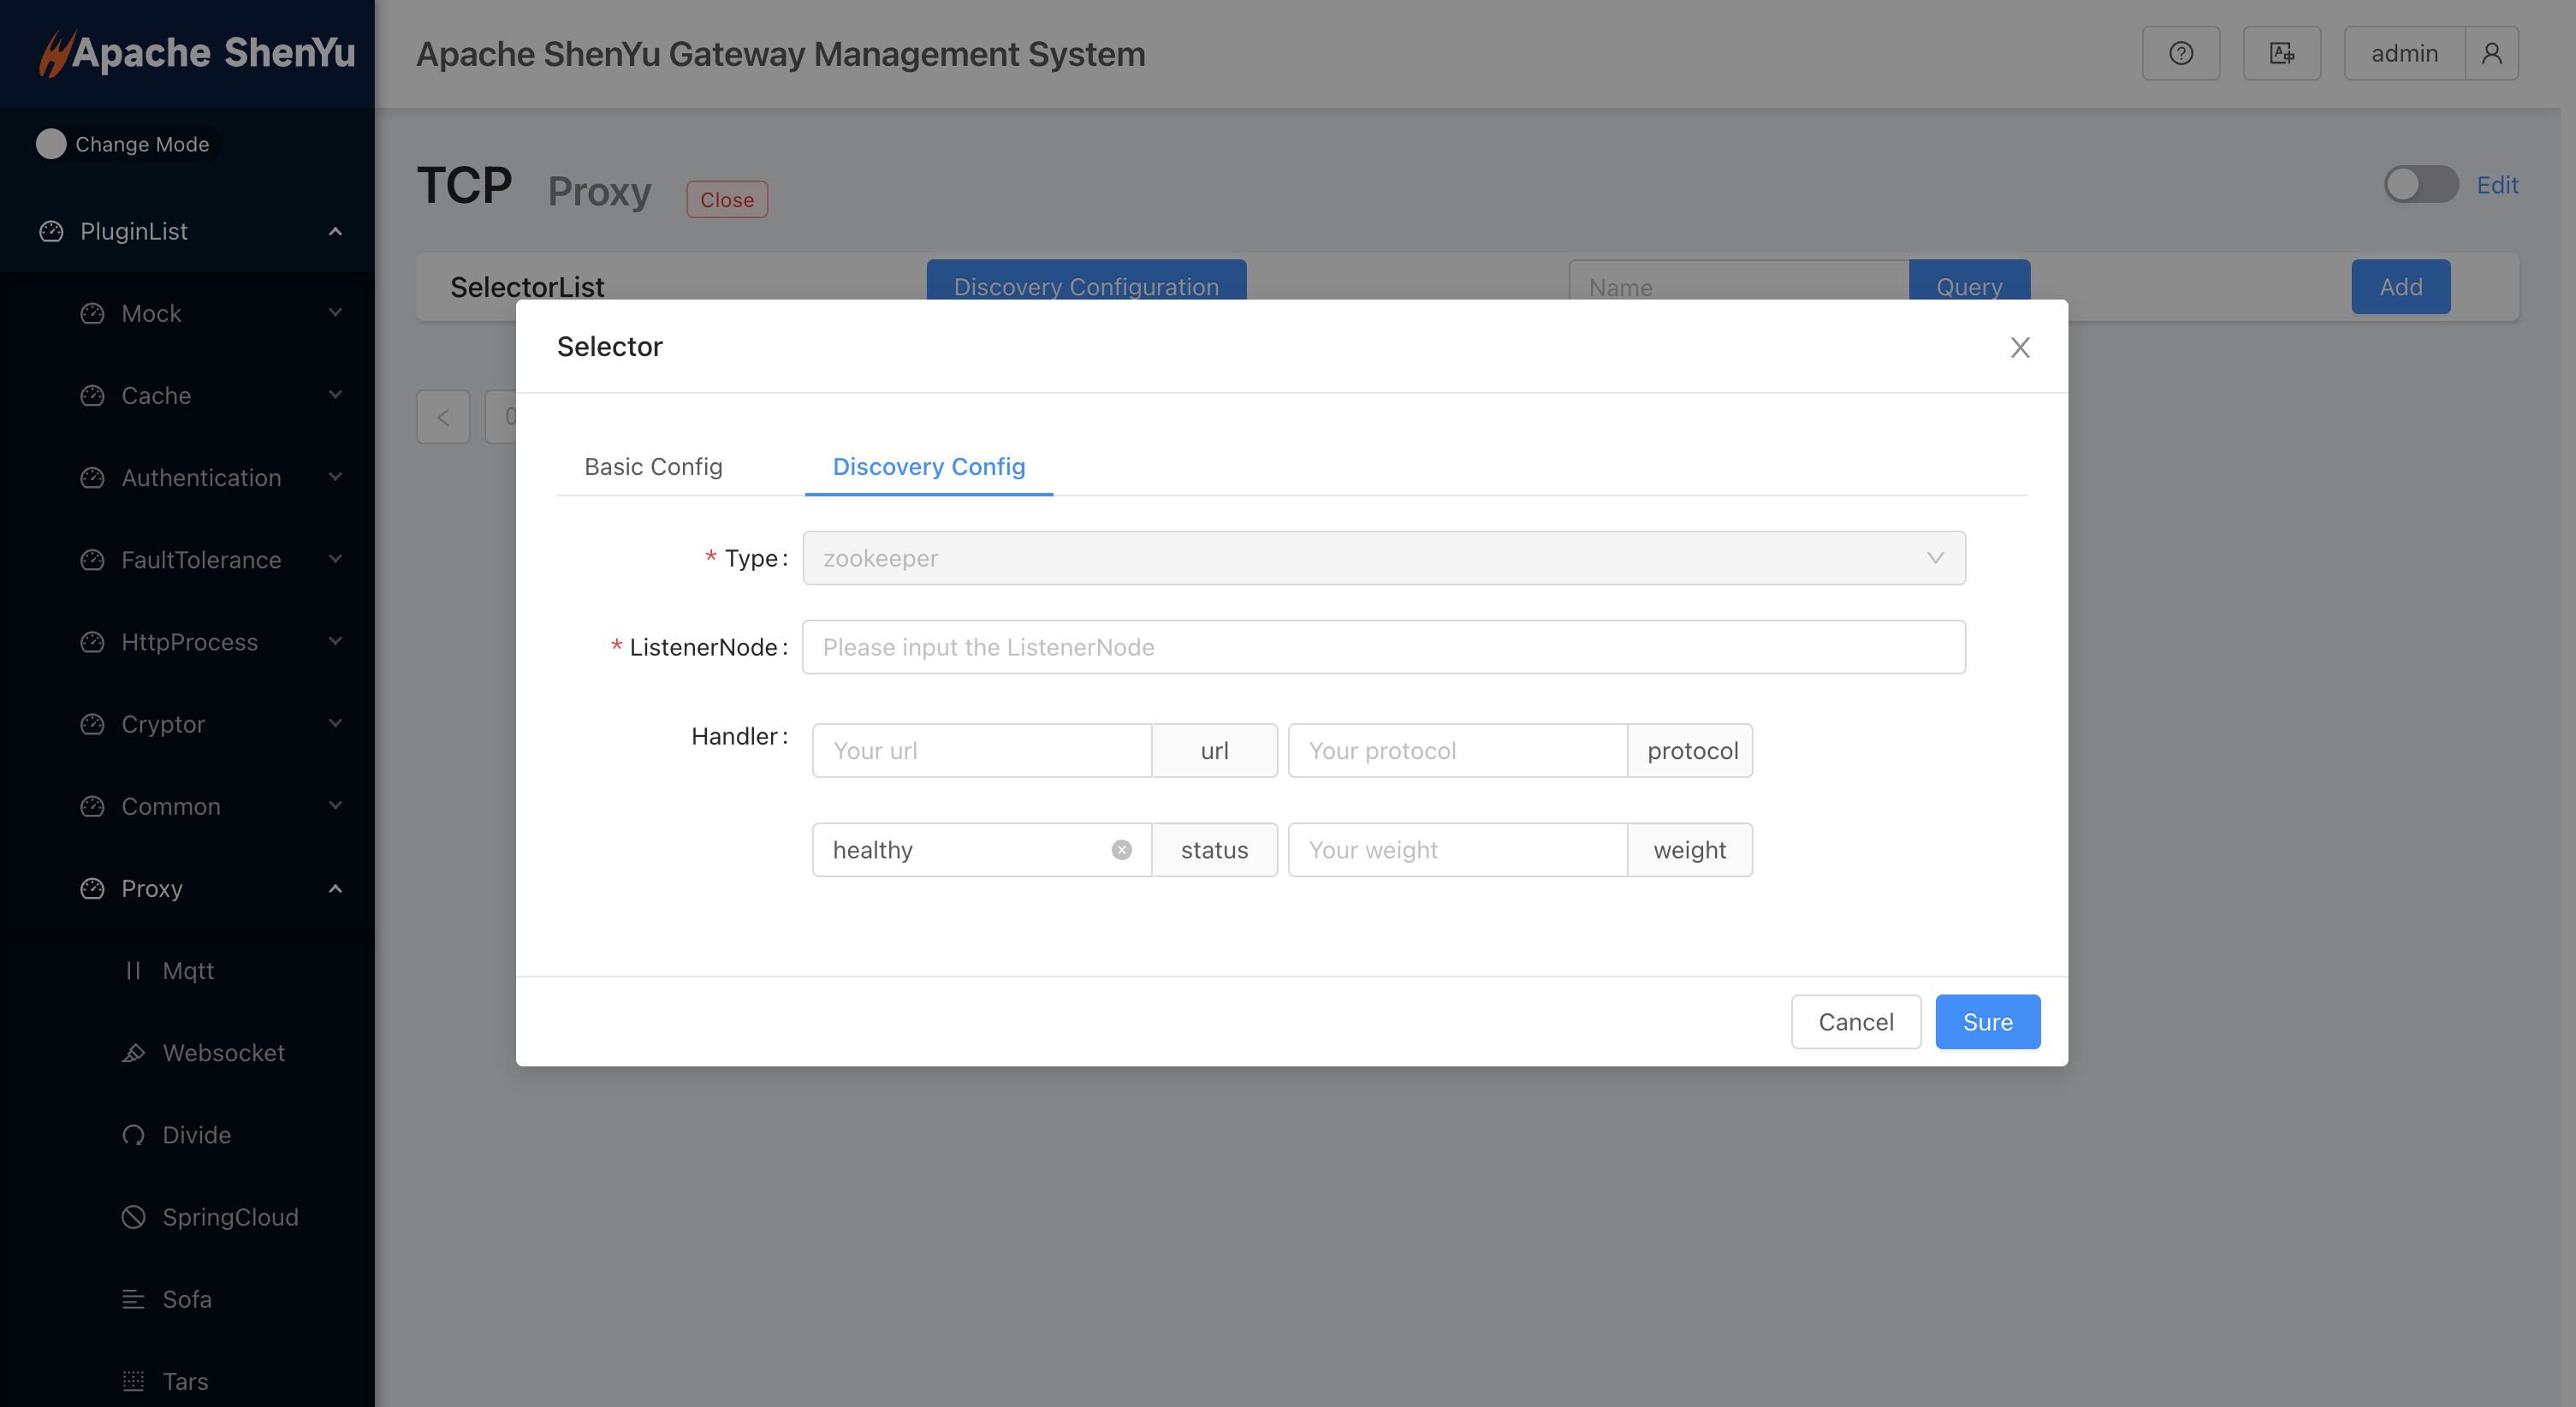 Apache ShenYu
Apache ShenYu Gateway Management System
admin
Change Mode
PluginList
Mock
Cache
Authentication
FaultTolerance
HttpProcess
Cryptor
Common
Proxy
Mqtt
Websocket
Divide
SpringCloud
Sofa
Tars
TCP Proxy Close
Edit
SelectorList
Discovery Configuration
Name
Query
Add
Selector
Basic Config
Discovery Config
* Type:
zookeeper
* ListenerNode:
Please input the ListenerNode
Handler:
Your url
url
Your protocol
protocol
healthy
status
Your weight
weight
Cancel
Sure